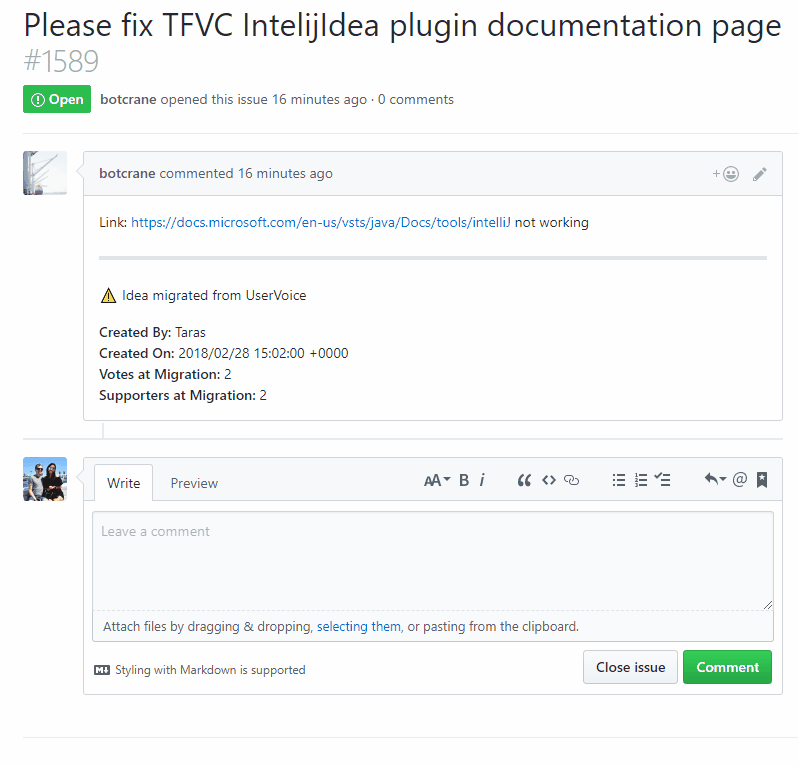 Please fix TFVC IntelijIdea plugin documentation page
#1589
Open botcrane opened this issue 16 minutes ago · 0 comments
botcrane commented 16 minutes ago
Link: https://docs.microsoft.com/en-us/vsts/java/Docs/tools/intelliJ not working
Idea migrated from UserVoice
Created By: Taras
Created On: 2018/02/28 15:02:00 +0000
Votes at Migration: 2
Supporters at Migration: 2
Write Preview AA B i
Leave a comment
Attach files by dragging & dropping, selecting them, or pasting from the clipboard.
Styling with Markdown is supported Close issue Comment